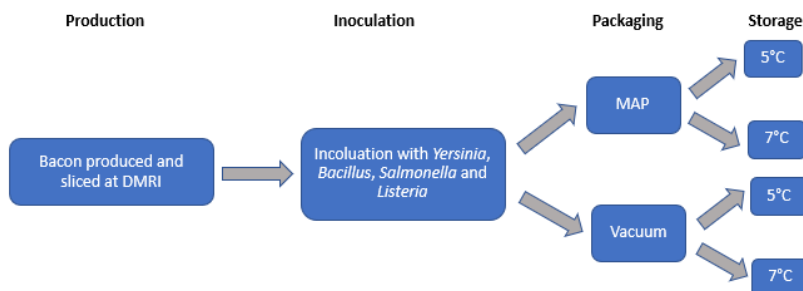 Production
Inoculation
Packaging
Storage
Bacon produced and
sliced at DMRI
Incoluation with Yersinia,
Bacillus, Salmonella and
Listeria
MAP
Vacuum
5°C
7°C
5°C
7°C